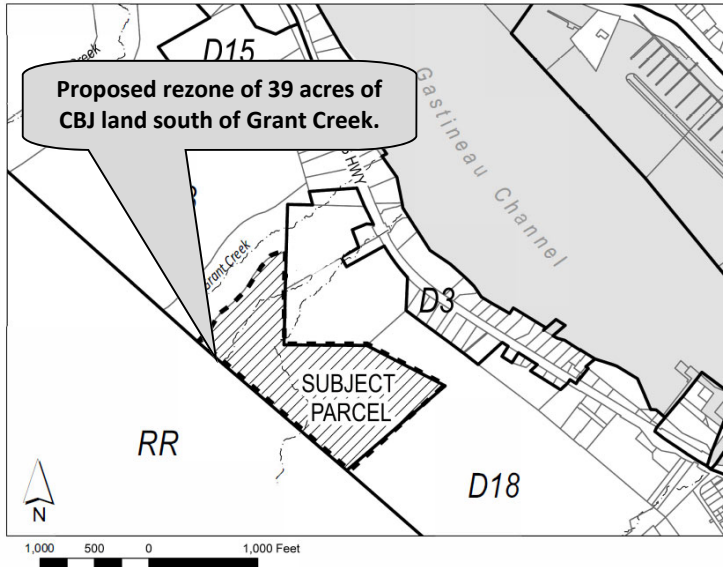 D15
Creek
Proposed rezone of 39 acres of
CBJ land south of Grant Creek.
Gastineau Channel
HWY
Grant Creek
D3
SUBJECT
PARCEL
RR
D18
N
1,000 500 0 1,000 Feet